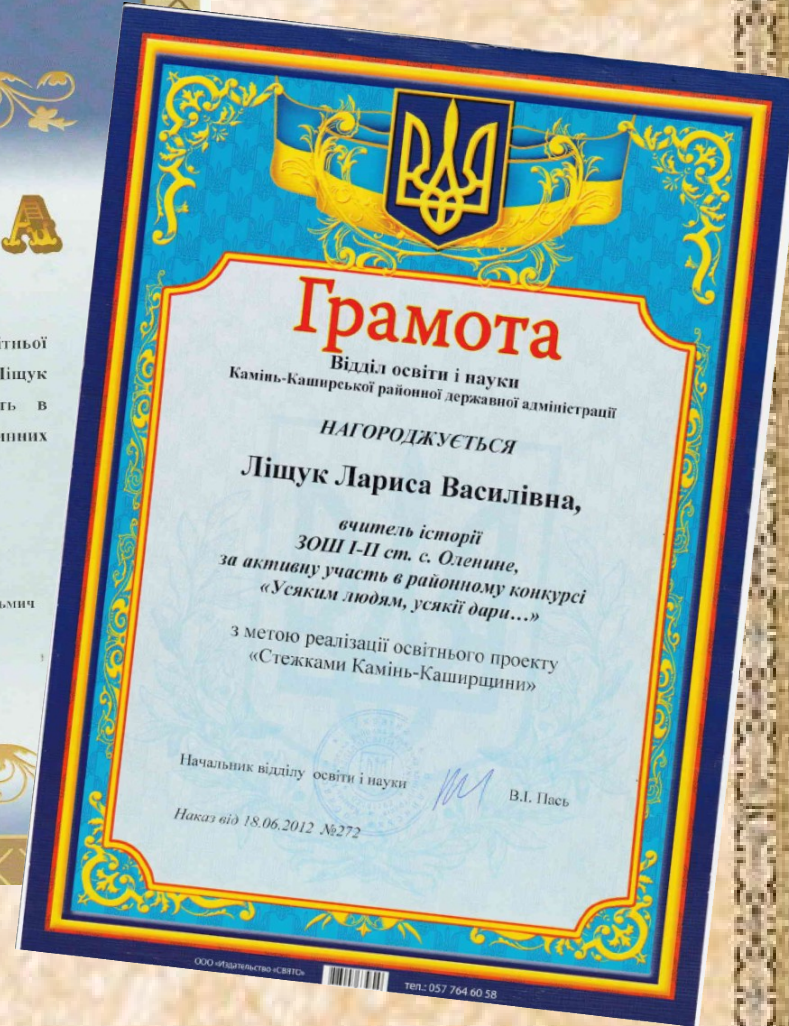 А
ітньої
Ліщук
ть в
инних
ьмич
Грамота
Відділ освіти і науки
Камінь-Каширської районної державної адміністрації
НАГОРОДЖУЄТЬСЯ
Ліщук Лариса Василівна,
вчитель історії
ЗОШ І-ІІ ст. с. Оленине,
за активну участь в районному конкурсі
«Усяким людям, усякії дари…»
з метою реалізації освітнього проекту
«Стежками Камінь-Каширщини»
Начальник відділу освіти і науки В.І. Пась
Наказ від 18.06.2012 №272
ООО «Издательство «СВЯТО» тел.: 057 764 60 58